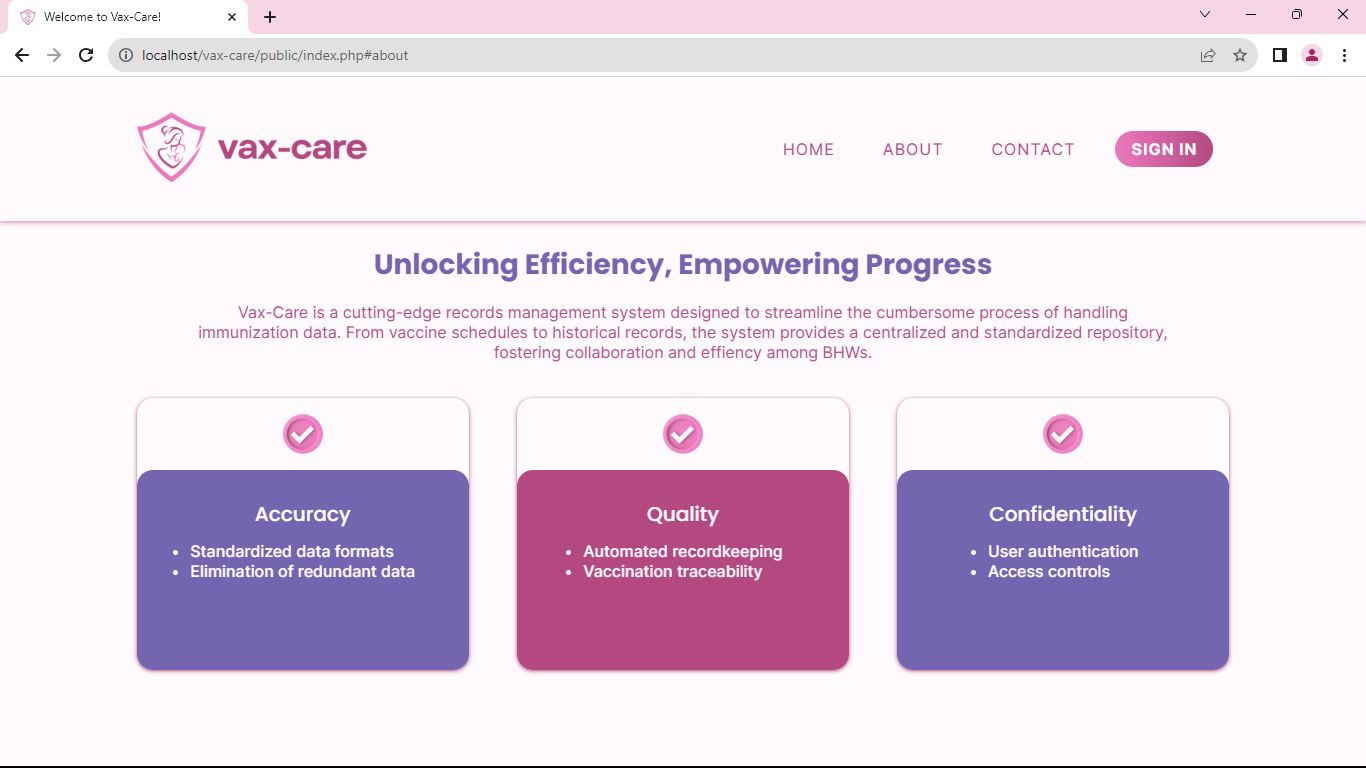 Welcome to Vax-Care!
localhost/vax-care/public/index.php#about
vax-care
HOME ABOUT CONTACT SIGN IN
Unlocking Efficiency, Empowering Progress
Vax-Care is a cutting-edge records management system designed to streamline the cumbersome process of handling
immunization data. From vaccine schedules to historical records, the system provides a centralized and standardized repository,
fostering collaboration and effiency among BHWs.
Accuracy
• Standardized data formats
• Elimination of redundant data
Quality
• Automated recordkeeping
• Vaccination traceability
Confidentiality
• User authentication
• Access controls